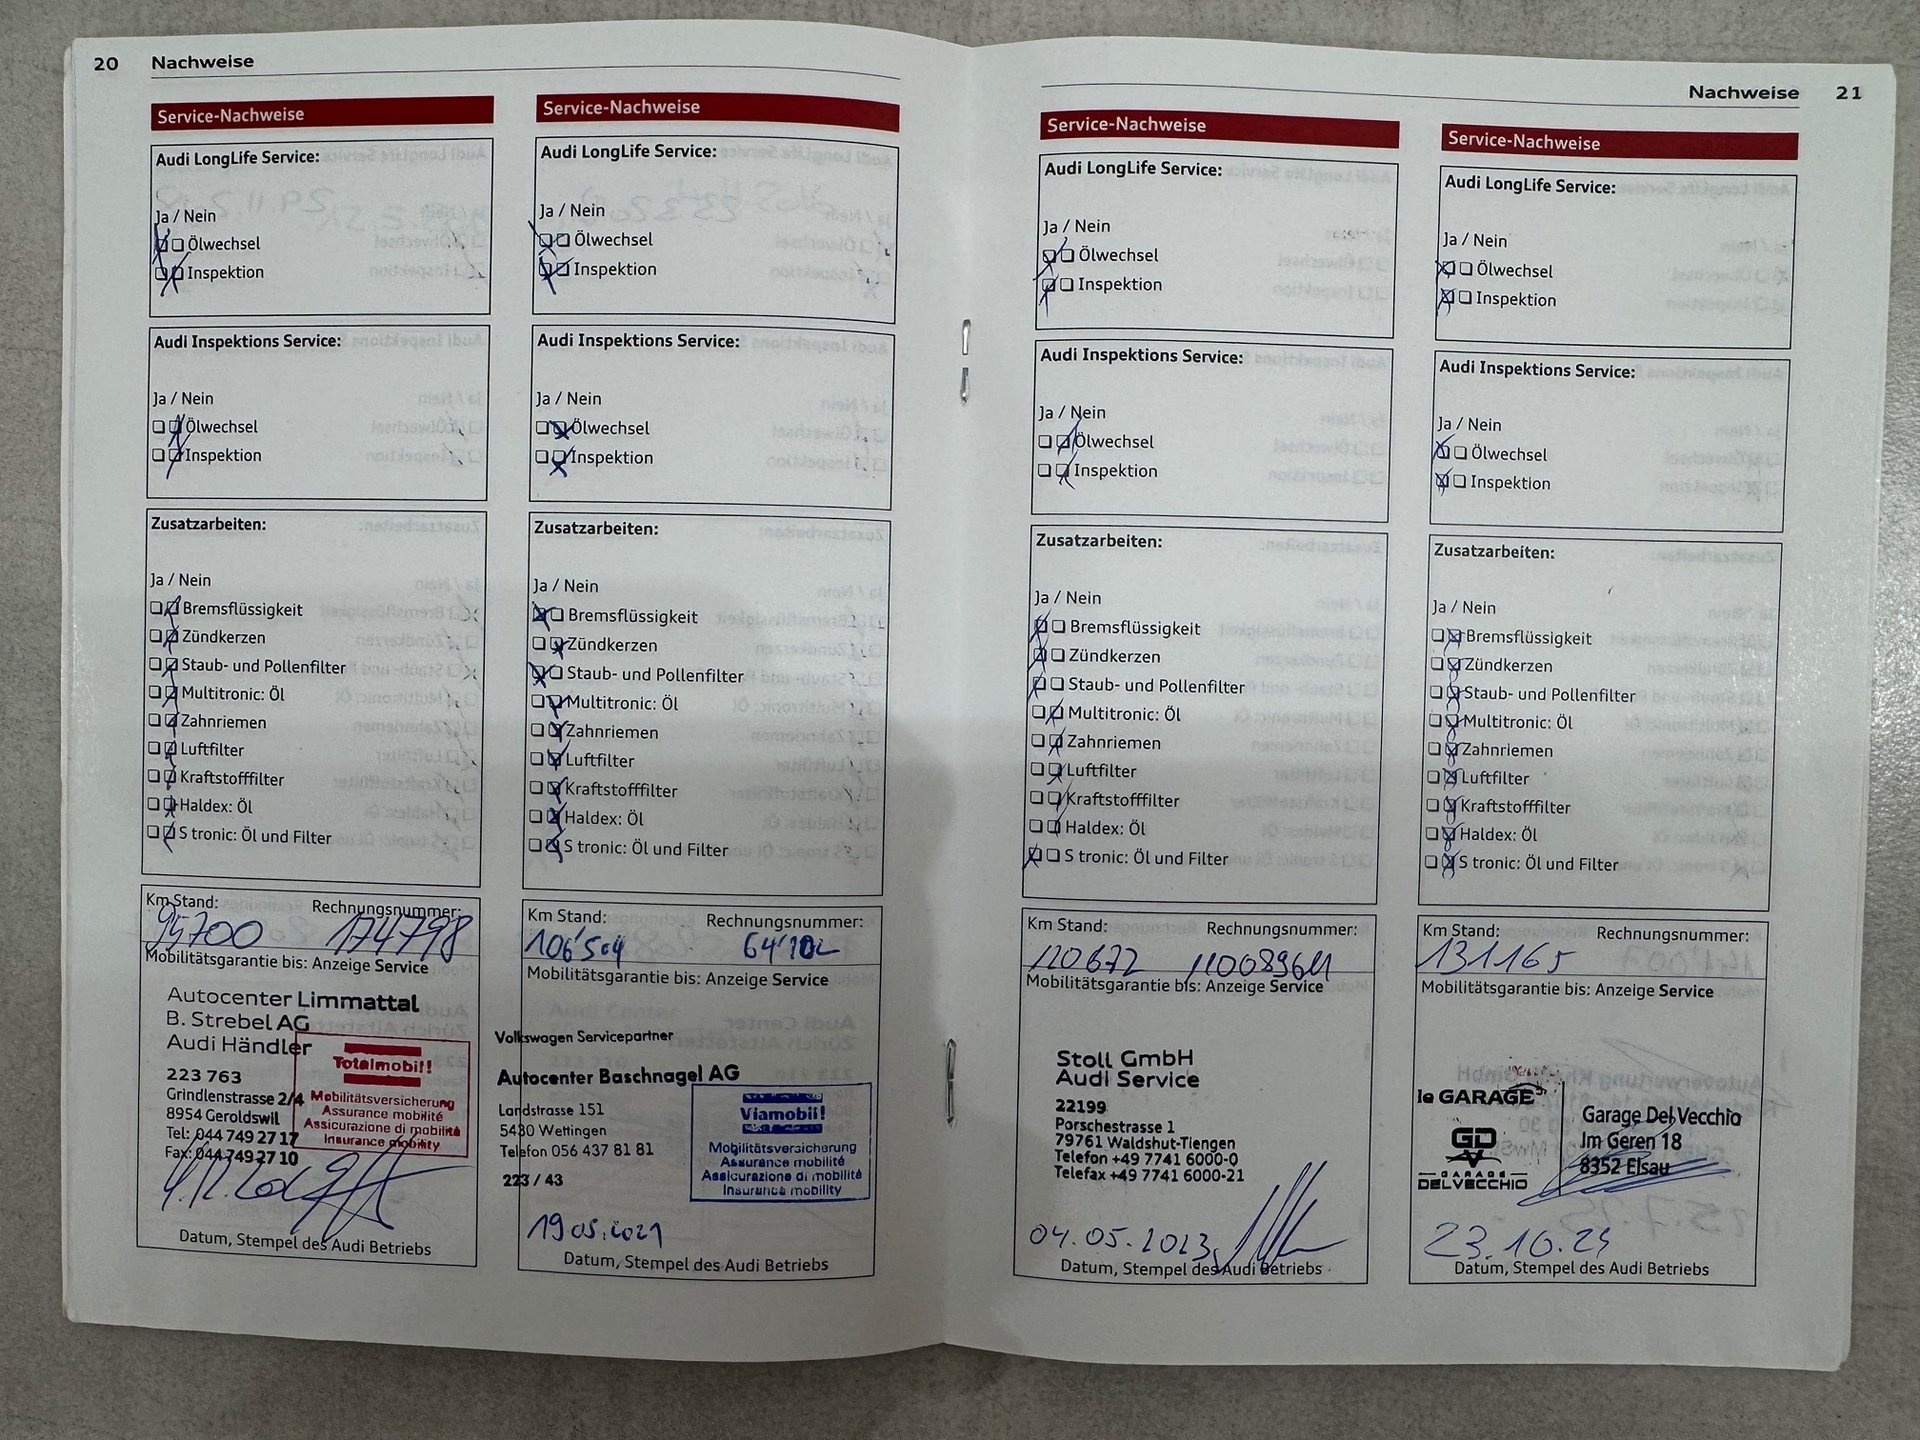 20 Nachweise
Service-Nachweise
Audi LongLife Service:
Ja / Nein
Ölwechsel
Inspektion
Audi Inspektions Service:
Ja / Nein
Ölwechsel
Inspektion
Zusatzarbeiten:
Ja / Nein
Bremsflüssigkeit
Zündkerzen
Staub- und Pollenfilter
Multitronic: Öl
Zahnriemen
Luftfilter
Kraftstofffilter
Haldex: Öl
S tronic: Öl und Filter
Km Stand: Rechnungsnummer:
95700 174798
Mobilitätsgarantie bis: Anzeige Service
Autocenter Limmattal
B. Strebel AG
Audi Händler
223 763
Grindlenstrasse 2/4
8954 Geroldswil
Tel: 044 749 27 17
Fax: 044 749 27 10
Totalmobil!
Mobilitätsversicherung
Assurance mobilité
Assicurazione di mobilità
Insurance mobility
Datum, Stempel des Audi Betriebs
Service-Nachweise
Audi LongLife Service:
Ja / Nein
Ölwechsel
Inspektion
Audi Inspektions Service:
Ja / Nein
Ölwechsel
Inspektion
Zusatzarbeiten:
Ja / Nein
Bremsflüssigkeit
Zündkerzen
Staub- und Pollenfilter
Multitronic: Öl
Zahnriemen
Luftfilter
Kraftstofffilter
Haldex: Öl
S tronic: Öl und Filter
Km Stand: Rechnungsnummer:
106'504
Mobilitätsgarantie bis: Anzeige Service
Volkswagen Servicepartner
Autocenter Baschnagel AG
Landstrasse 151
5430 Wettingen
Telefon 056 437 81 81
223 / 43
Viamobil!
Mobilitätsversicherung
Assurance mobilité
Assicurazione di mobilità
Insurance mobility
19.05.2021
Datum, Stempel des Audi Betriebs
Nachweise 21
Service-Nachweise
Audi LongLife Service:
Ja / Nein
Ölwechsel
Inspektion
Audi Inspektions Service:
Ja / Nein
Ölwechsel
Inspektion
Zusatzarbeiten:
Ja / Nein
Bremsflüssigkeit
Zündkerzen
Staub- und Pollenfilter
Multitronic: Öl
Zahnriemen
Luftfilter
Kraftstofffilter
Haldex: Öl
S tronic: Öl und Filter
Km Stand: Rechnungsnummer:
120672
Mobilitätsgarantie bis: Anzeige Service
Stoll GmbH
Audi Service
22199
Porschestrasse 1
79761 Waldshut-Tiengen
Telefon +49 7741 6000-0
Telefax +49 7741 6000-21
04.05.2023
Datum, Stempel des Audi Betriebs
Service-Nachweise
Audi LongLife Service:
Ja / Nein
Ölwechsel
Inspektion
Audi Inspektions Service:
Ja / Nein
Ölwechsel
Inspektion
Zusatzarbeiten:
Ja / Nein
Bremsflüssigkeit
Zündkerzen
Staub- und Pollenfilter
Multitronic: Öl
Zahnriemen
Luftfilter
Kraftstofffilter
Haldex: Öl
S tronic: Öl und Filter
Km Stand: Rechnungsnummer:
131165
Mobilitätsgarantie bis: Anzeige Service
le GARAGE
GD
GARAGE
DELVECCHIO
Garage Del Vecchio
Im Geren 18
8352 Elsau
23.10.24
Datum, Stempel des Audi Betriebs